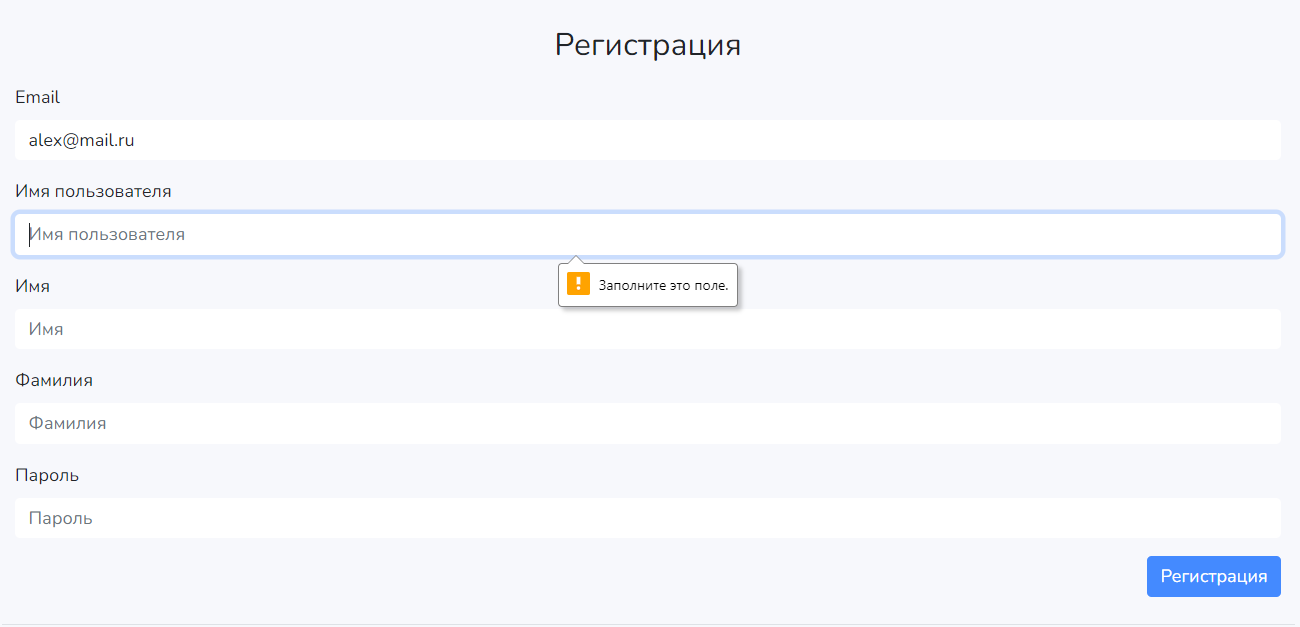 Регистрация
Email
alex@mail.ru
Имя пользователя
Имя пользователя
Заполните это поле.
Имя
Имя
Фамилия
Фамилия
Пароль
Пароль
Регистрация